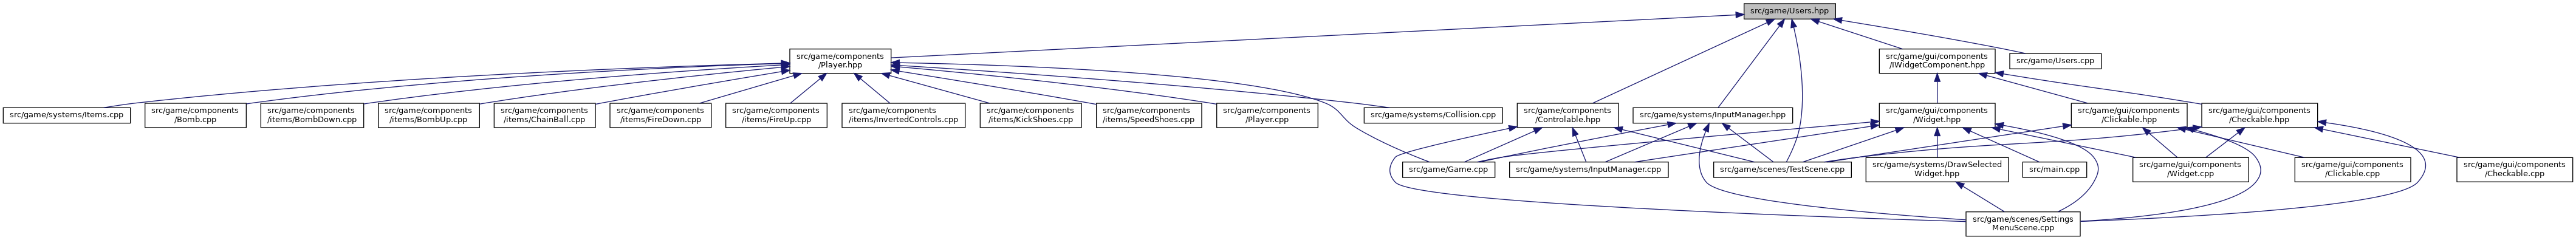 src/game/Users.hpp
src/game/components
/Player.hpp
src/game/gui/components
/IWidgetComponent.hpp
src/game/Users.cpp
src/game/systems/Items.cpp
src/game/components
/Bomb.cpp
src/game/components
/items/BombDown.cpp
src/game/components
/items/BombUp.cpp
src/game/components
/items/ChainBall.cpp
src/game/components
/items/FireDown.cpp
src/game/components
/items/FireUp.cpp
src/game/components
/items/InvertedControls.cpp
src/game/components
/items/KickShoes.cpp
src/game/components
/items/SpeedShoes.cpp
src/game/components
/Player.cpp
src/game/systems/Collision.cpp
src/game/components
/Controlable.hpp
src/game/systems/InputManager.hpp
src/game/gui/components
/Widget.hpp
src/game/gui/components
/Clickable.hpp
src/game/gui/components
/Checkable.hpp
src/game/Game.cpp
src/game/systems/InputManager.cpp
src/game/scenes/TestScene.cpp
src/game/systems/DrawSelected
Widget.hpp
src/main.cpp
src/game/gui/components
/Widget.cpp
src/game/gui/components
/Clickable.cpp
src/game/gui/components
/Checkable.cpp
src/game/scenes/Settings
MenuScene.cpp